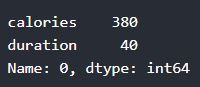 calories    380
duration     40
Name: 0, dtype: int64